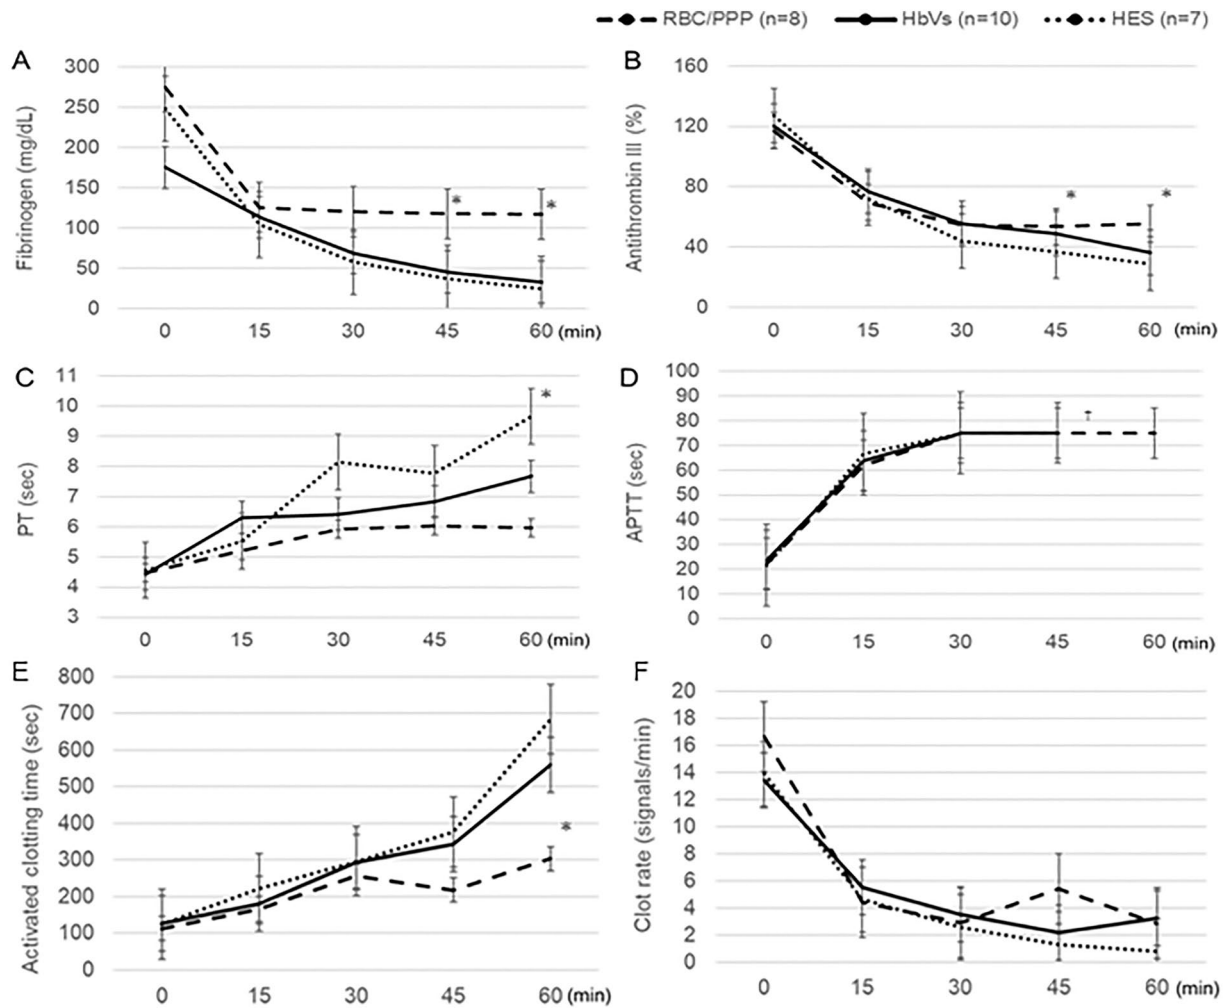 RBC/PPP (n=8) HbVs (n=10) HES (n=7)
A
Fibrinogen (mg/dL)
300
250
200
150
100
50
0
* *
0 15 30 45 60 (min)
B
Antithrombin III (%)
160
120
80
40
0
* *
0 15 30 45 60 (min)
C
PT (sec)
11
10
9
8
7
6
5
4
3
*
0 15 30 45 60 (min)
D
APTT (sec)
100
90
80
70
60
50
40
30
20
10
0
0 15 30 45 60 (min)
E
Activated clotting time (sec)
800
700
600
500
400
300
200
100
0
*
0 15 30 45 60 (min)
F
Clot rate (signals/min)
20
18
16
14
12
10
8
6
4
2
0
0 15 30 45 60 (min)